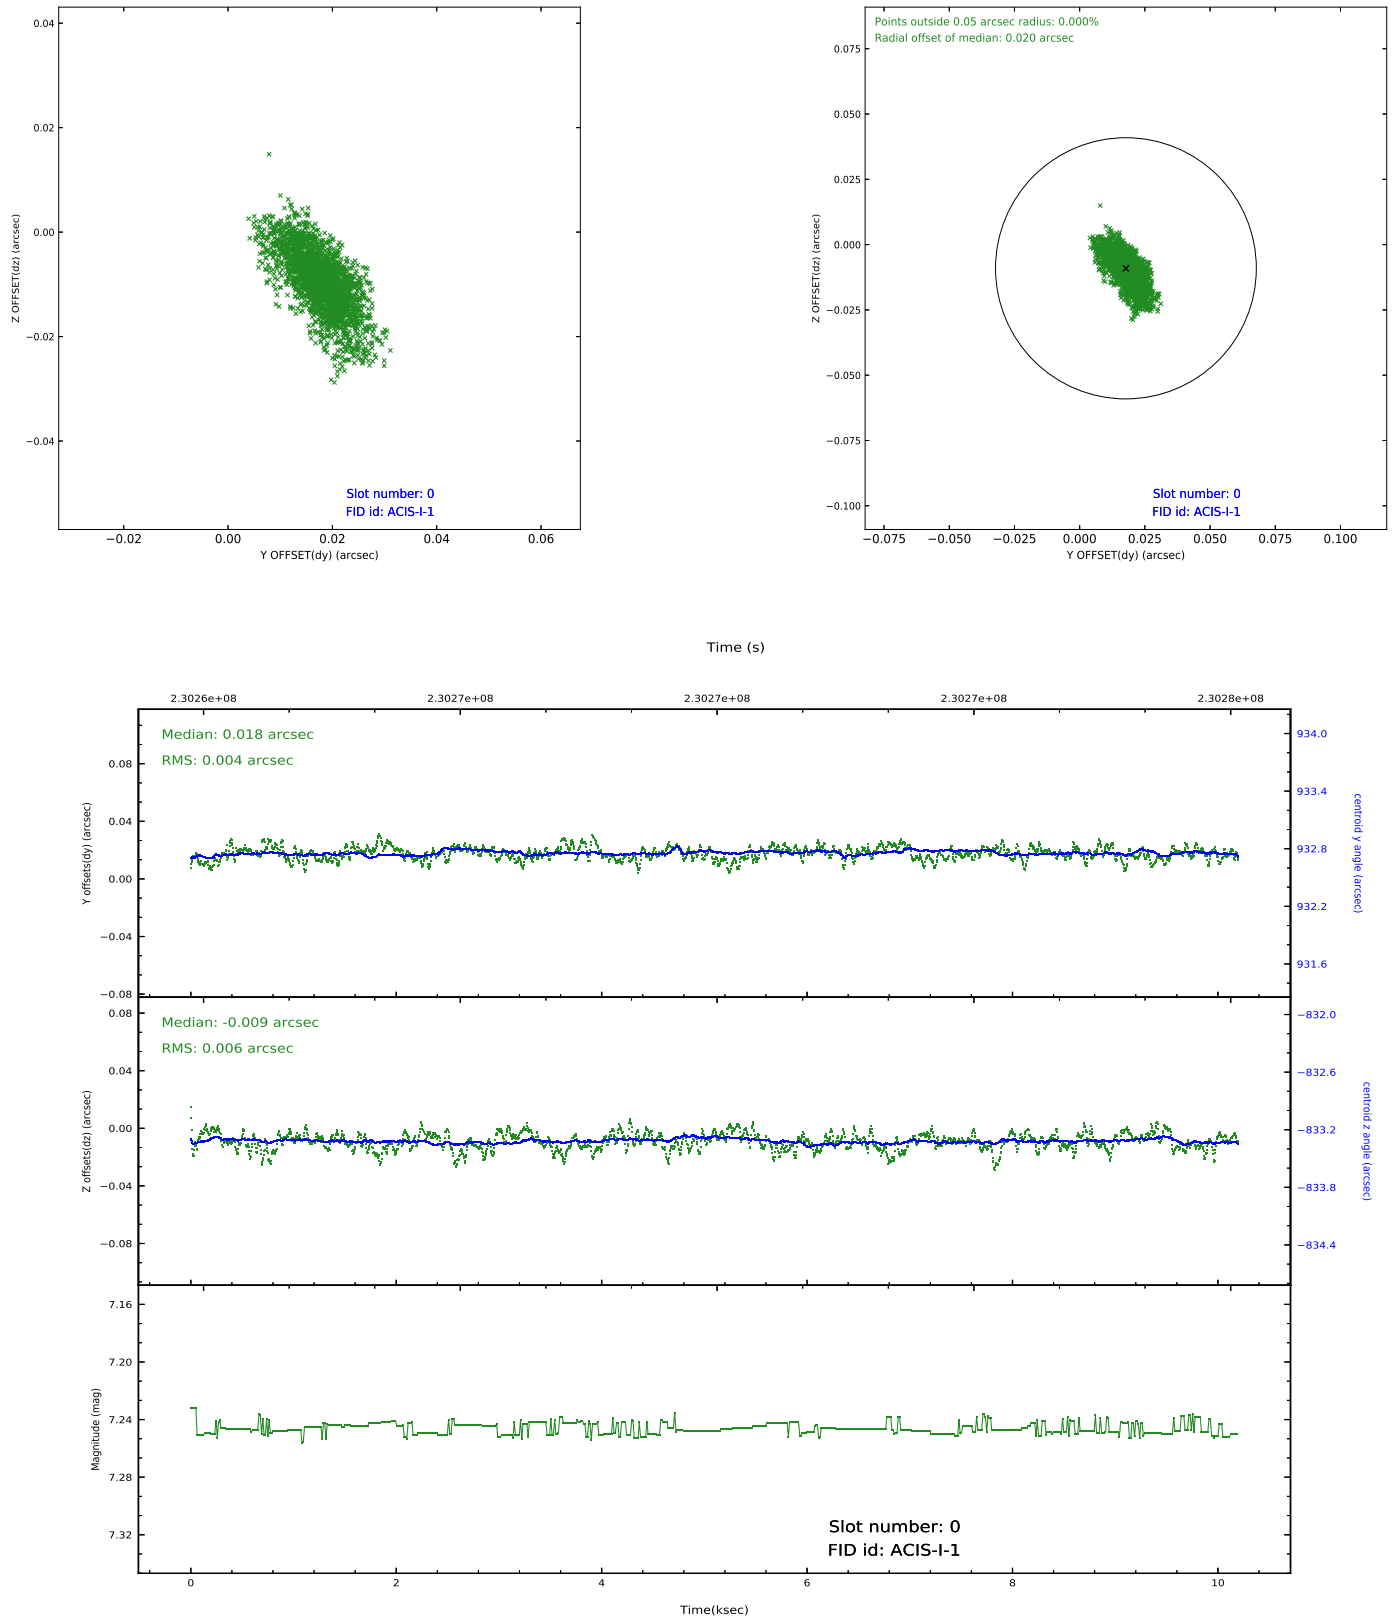 0.04
0.02
0.00
−0.02
−0.04
Z OFFSET(dz) (arcsec)
Slot number: 0
FID id: ACIS-I-1
−0.02
0.00
0.02
0.04
0.06
Y OFFSET(dy) (arcsec)
Points outside 0.05 arcsec radius: 0.000%
Radial offset of median: 0.020 arcsec
0.075
0.050
0.025
0.000
−0.025
−0.050
−0.075
−0.100
Z OFFSET(dz) (arcsec)
Slot number: 0
FID id: ACIS-I-1
−0.075
−0.050
−0.025
0.000
0.025
0.050
0.075
0.100
Y OFFSET(dy) (arcsec)
Time (s)
2.3026e+08
2.3027e+08
2.3027e+08
2.3027e+08
2.3028e+08
Median: 0.018 arcsec
RMS: 0.004 arcsec
0.08
0.04
0.00
−0.04
−0.08
Y offsets(dy) (arcsec)
934.0
933.4
932.8
932.2
931.6
centroid y angle (arcsec)
Median: -0.009 arcsec
RMS: 0.006 arcsec
0.08
0.04
0.00
−0.04
−0.08
Z offsets(dz) (arcsec)
−832.0
−832.6
−833.2
−833.8
−834.4
centroid z angle (arcsec)
7.16
7.20
7.24
7.28
7.32
Magnitude (mag)
Slot number: 0
FID id: ACIS-I-1
0
2
4
6
8
10
Time(ksec)